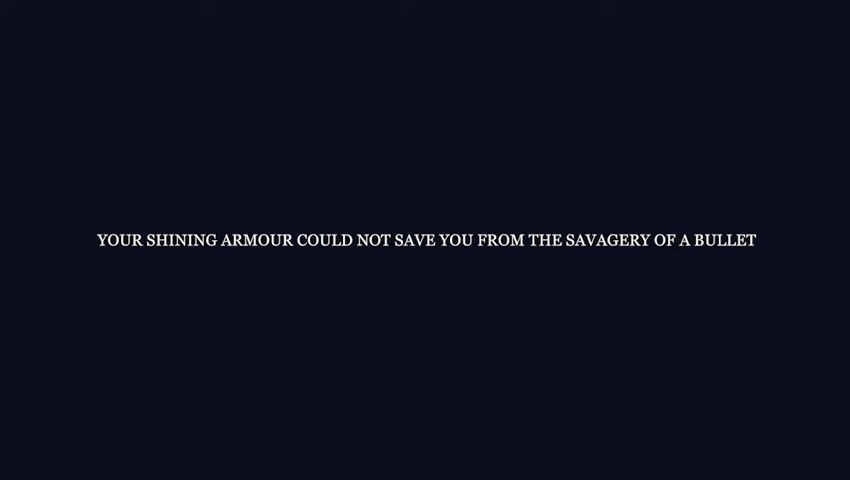 YOUR SHINING ARMOUR COULD NOT SAVE YOU FROM THE SAVAGERY OF A BULLET